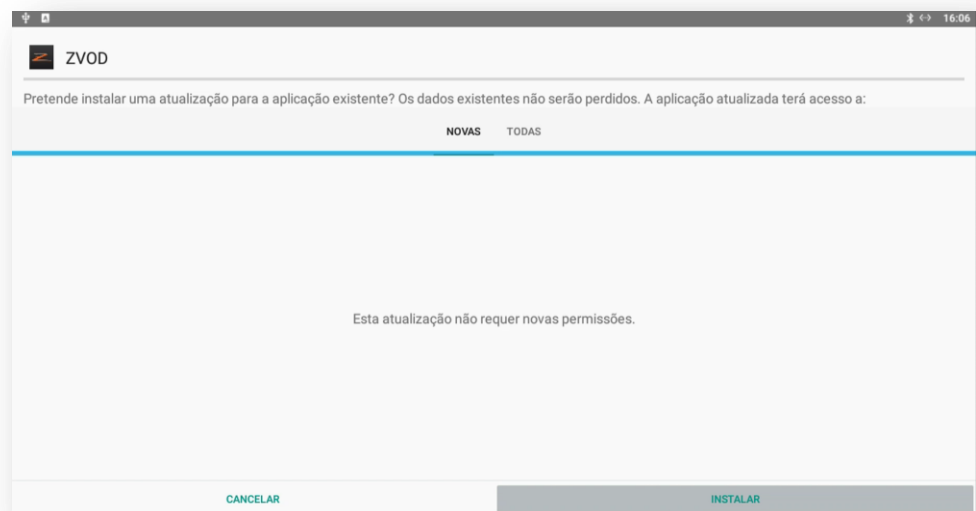 16:06
ZVOD
Pretende instalar uma atualização para a aplicação existente? Os dados existentes não serão perdidos. A aplicação atualizada terá acesso a:
NOVAS TODAS
Esta atualização não requer novas permissões.
CANCELAR INSTALAR